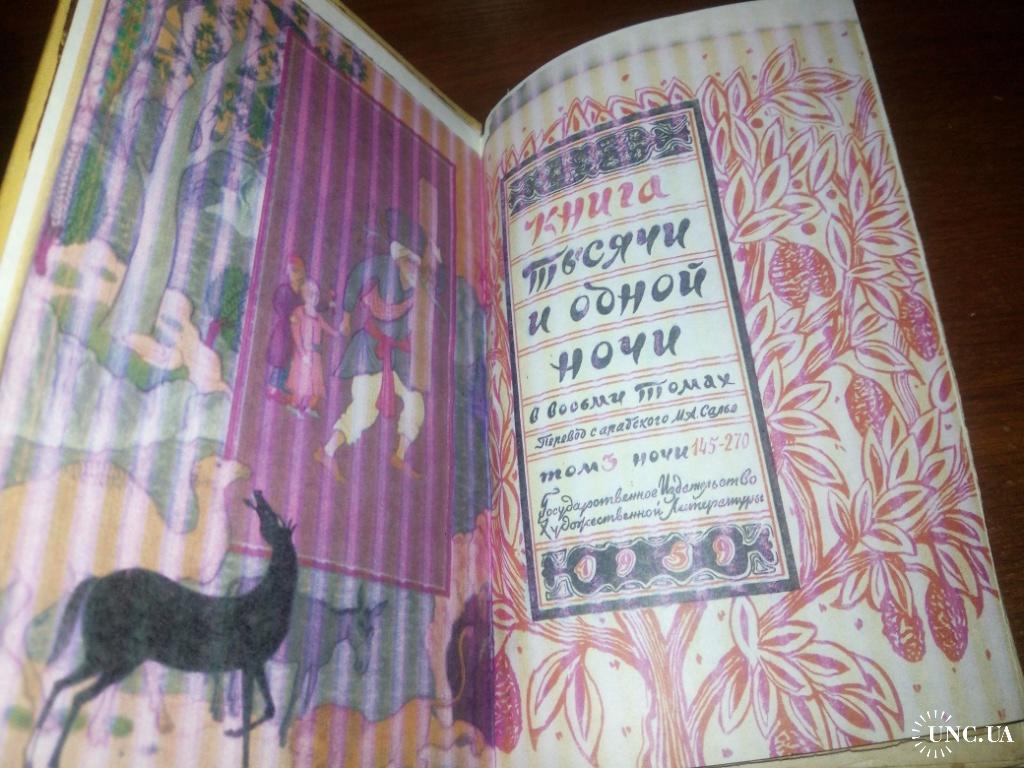 Книга
тысячи
и одной
ночи
в восьми томах
Перевод с арабского М.А. Салье
том 3 ночи 145-270
Государственное Издательство
Художественной Литературы
1959
UNC.UA